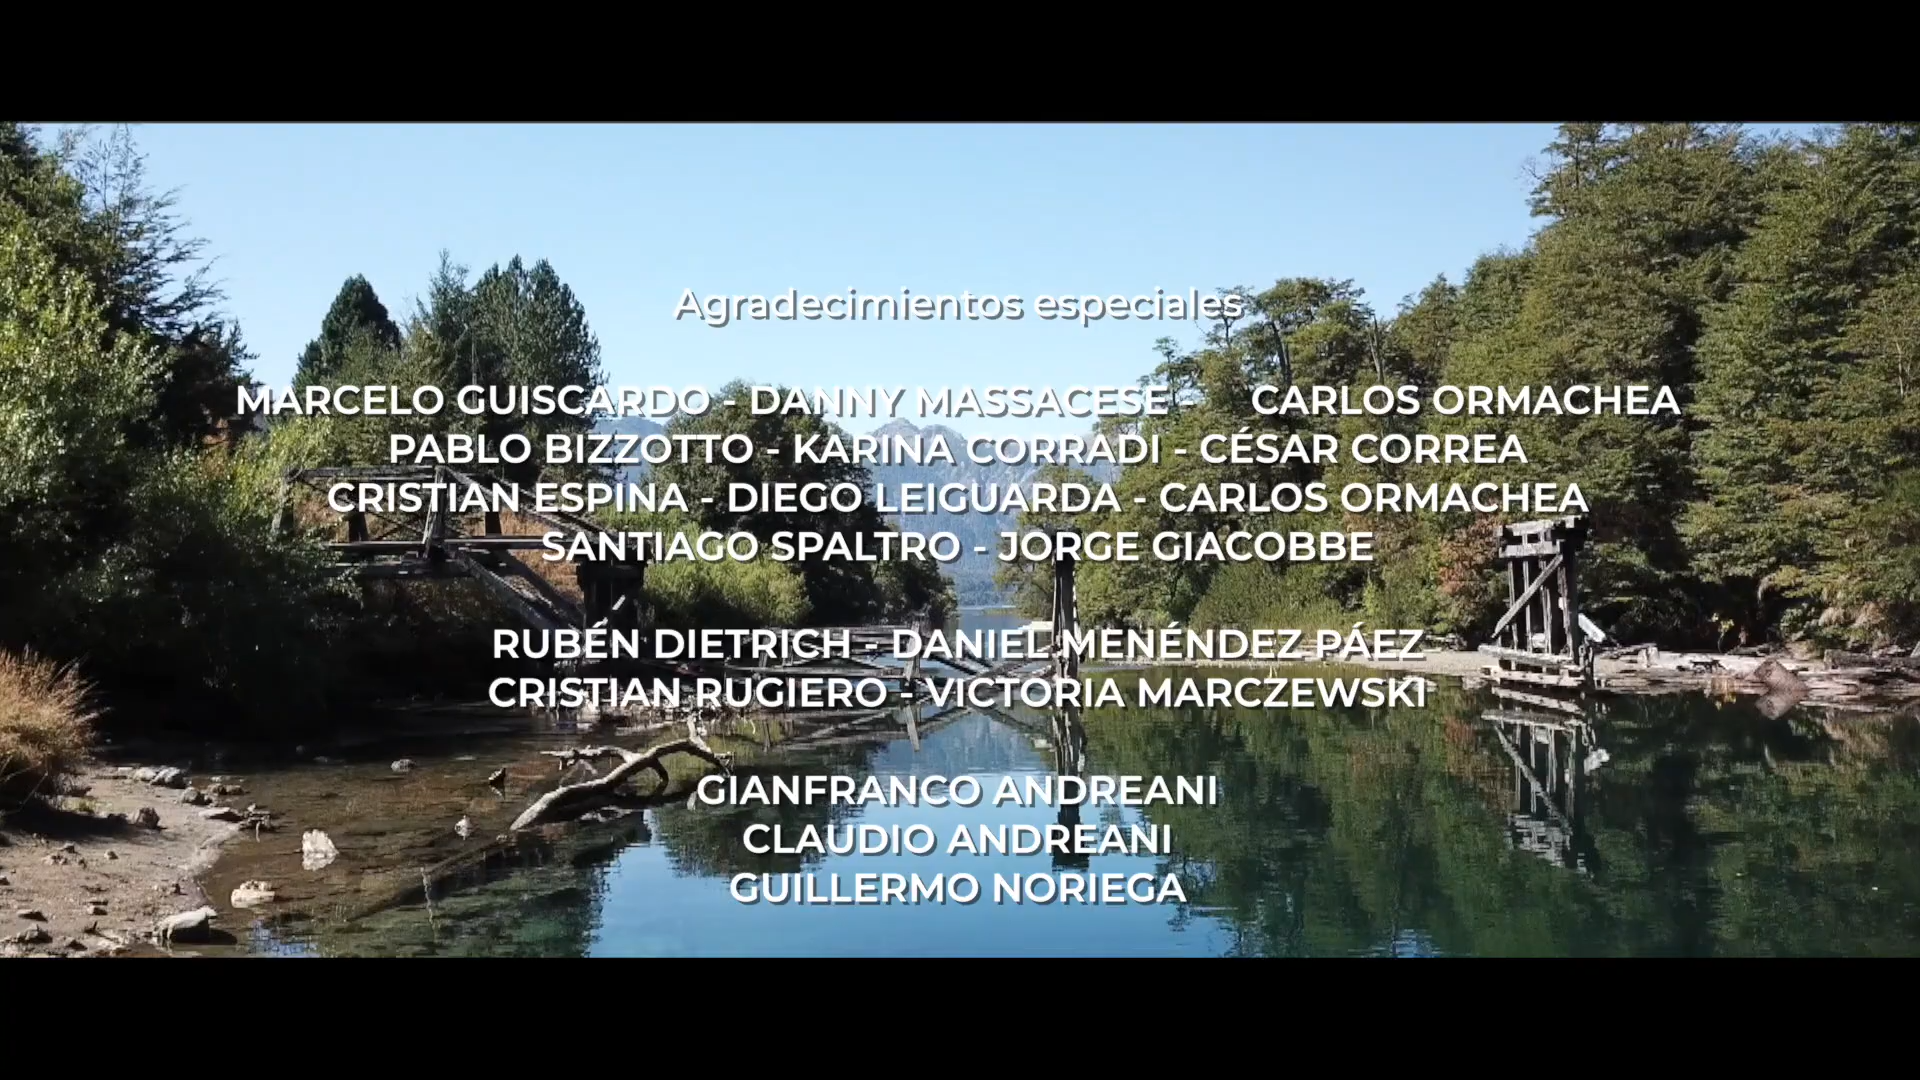 Agradecimientos especiales
MARCELO GUISCARDO - DANNY MASSACESE - CARLOS ORMACHEA
PABLO BIZZOTTO - KARINA CORRADI - CÉSAR CORREA
CRISTIAN ESPINA - DIEGO LEIGUARDA - CARLOS ORMACHEA
SANTIAGO SPALTRO - JORGE GIACOBBE
RUBÉN DIETRICH - DANIEL MENÉNDEZ PÁEZ
CRISTIAN RUGIERO - VICTORIA MARCZEWSKI
GIANFRANCO ANDREANI
CLAUDIO ANDREANI
GUILLERMO NORIEGA